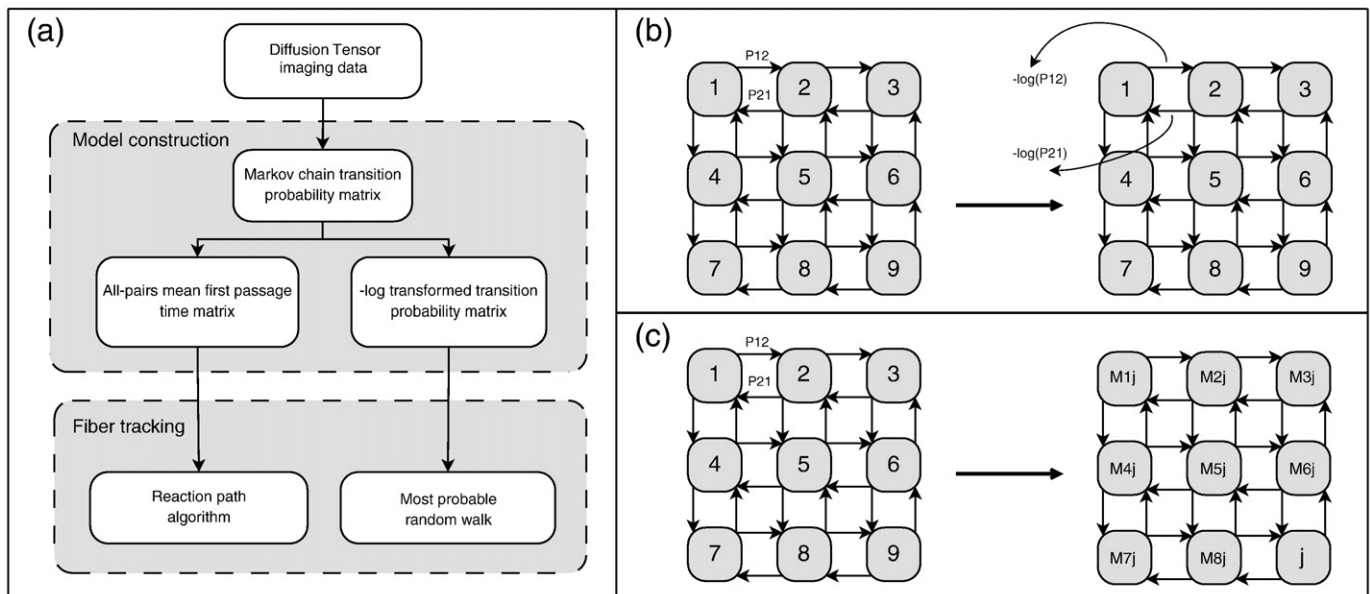 (a)
Diffusion Tensor
imaging data
Model construction
Markov chain transition
probability matrix
All-pairs mean first passage
time matrix
-log transformed transition
probability matrix
Fiber tracking
Reaction path
algorithm
Most probable
random walk
(b)
P12
1 2 3
P21
4 5 6
7 8 9
-log(P12)
1 2 3
-log(P21)
4 5 6
7 8 9
(c)
P12
1 2 3
P21
4 5 6
7 8 9
M1j M2j M3j
M4j M5j M6j
M7j M8j j